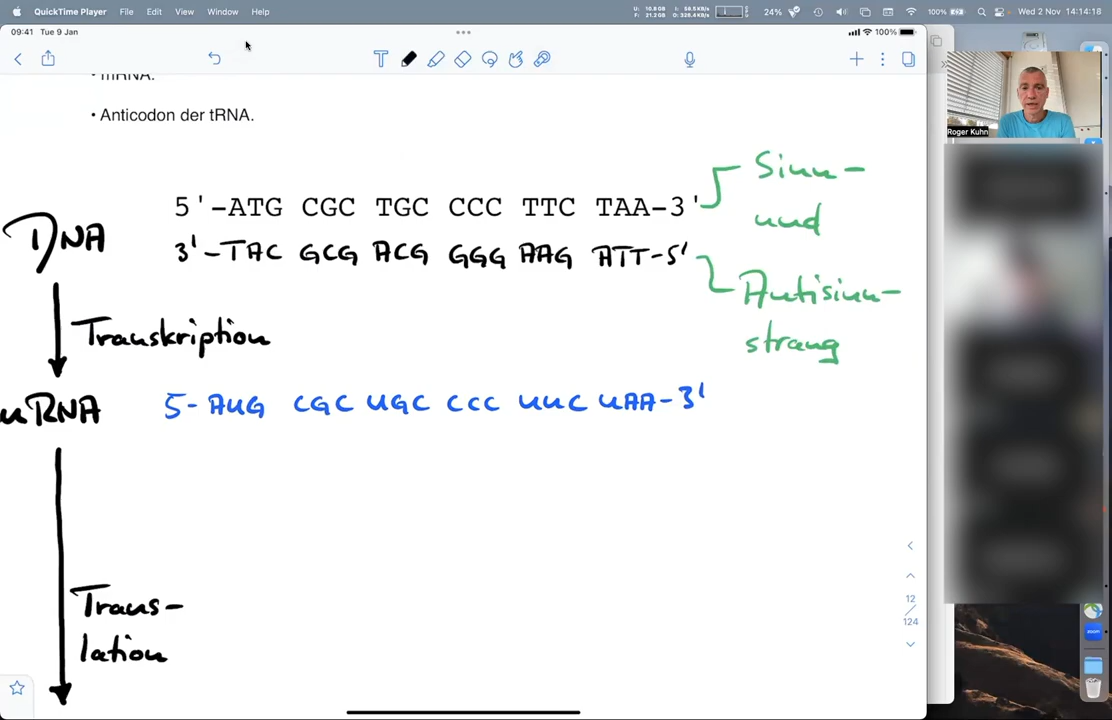 QuickTime Player File Edit View Window Help
24% 100% Wed 2 Nov 14:14:18
09:41 Tue 9 Jan 100%
• mRNA.
• Anticodon der tRNA.
Roger Kuhn
Sinn-
und
5'-ATG CGC TGC CCC TTC TAA-3'
DNA
3'-TAC GCG ACG GGG AAG ATT-5'
Antisinn-
strang
Transkription
mRNA 5-AUG CGC UGC CCC UUC UAA-3'
12
124
Trans-
lation
zoom